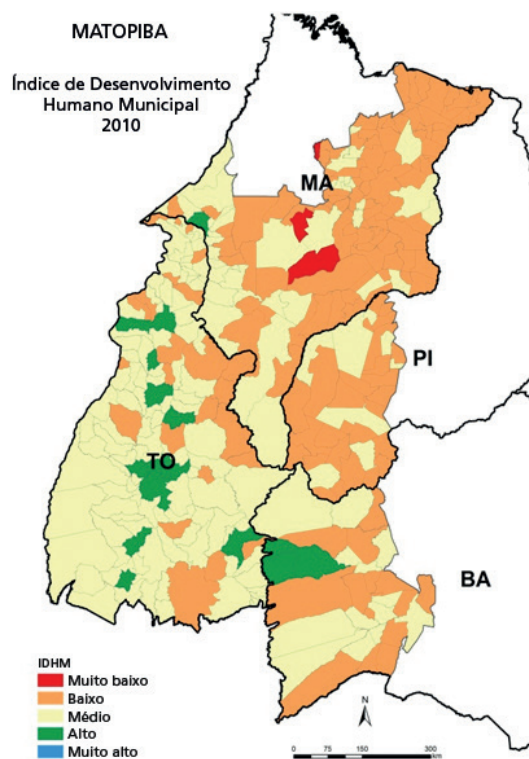 MATOPIBA
Índice de Desenvolvimento
Humano Municipal
2010
MA
PI
TO
BA
IDHM
Muito baixo
Baixo
Médio
Alto
Muito alto
N
0 75 150 300
km